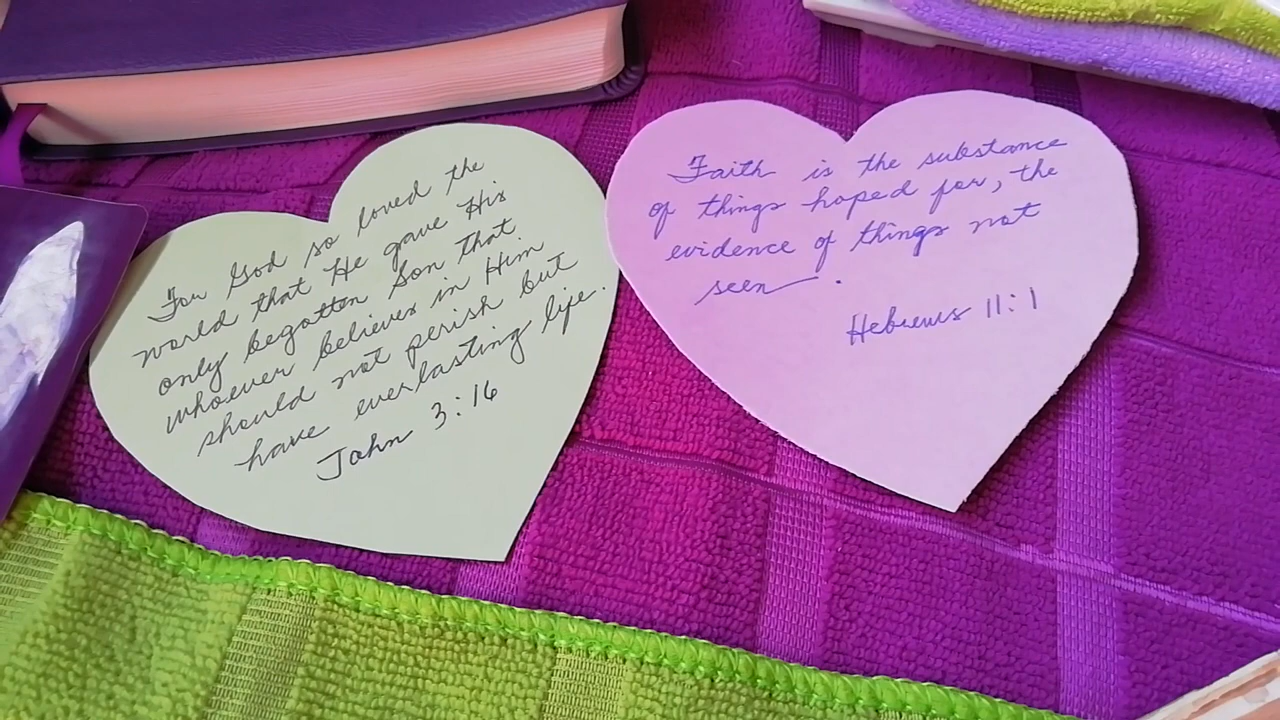 For God so loved the
world that He gave His
only begotten Son that
whoever believes in Him
should not perish but
have everlasting life.
John 3:16
Faith is the substance
of things hoped for, the
evidence of things not
seen.
Hebrews 11:1